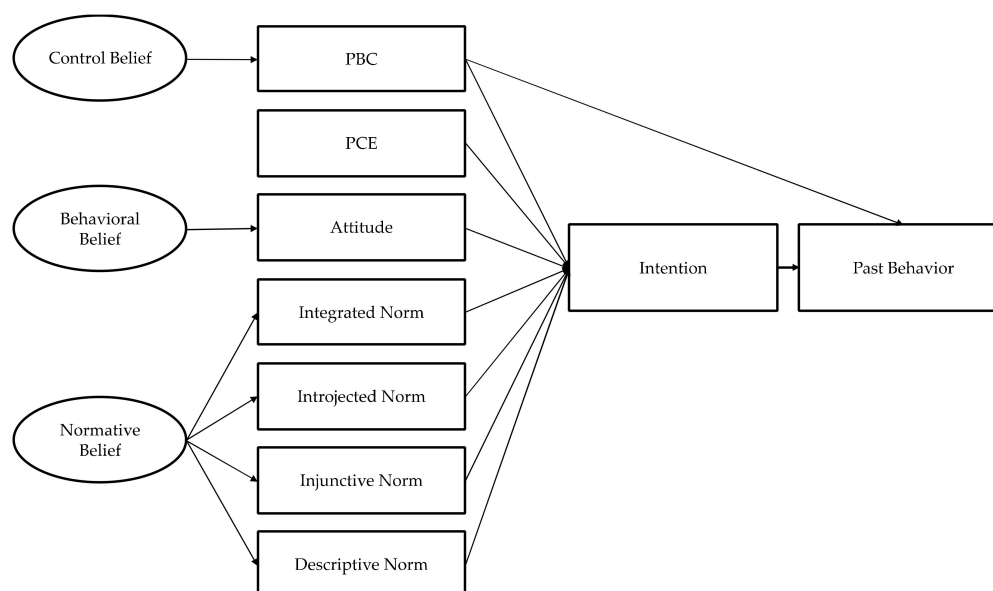 Control Belief
PBC
PCE
Behavioral
Belief
Attitude
Intention
Past Behavior
Integrated Norm
Introjected Norm
Normative
Belief
Injunctive Norm
Descriptive Norm